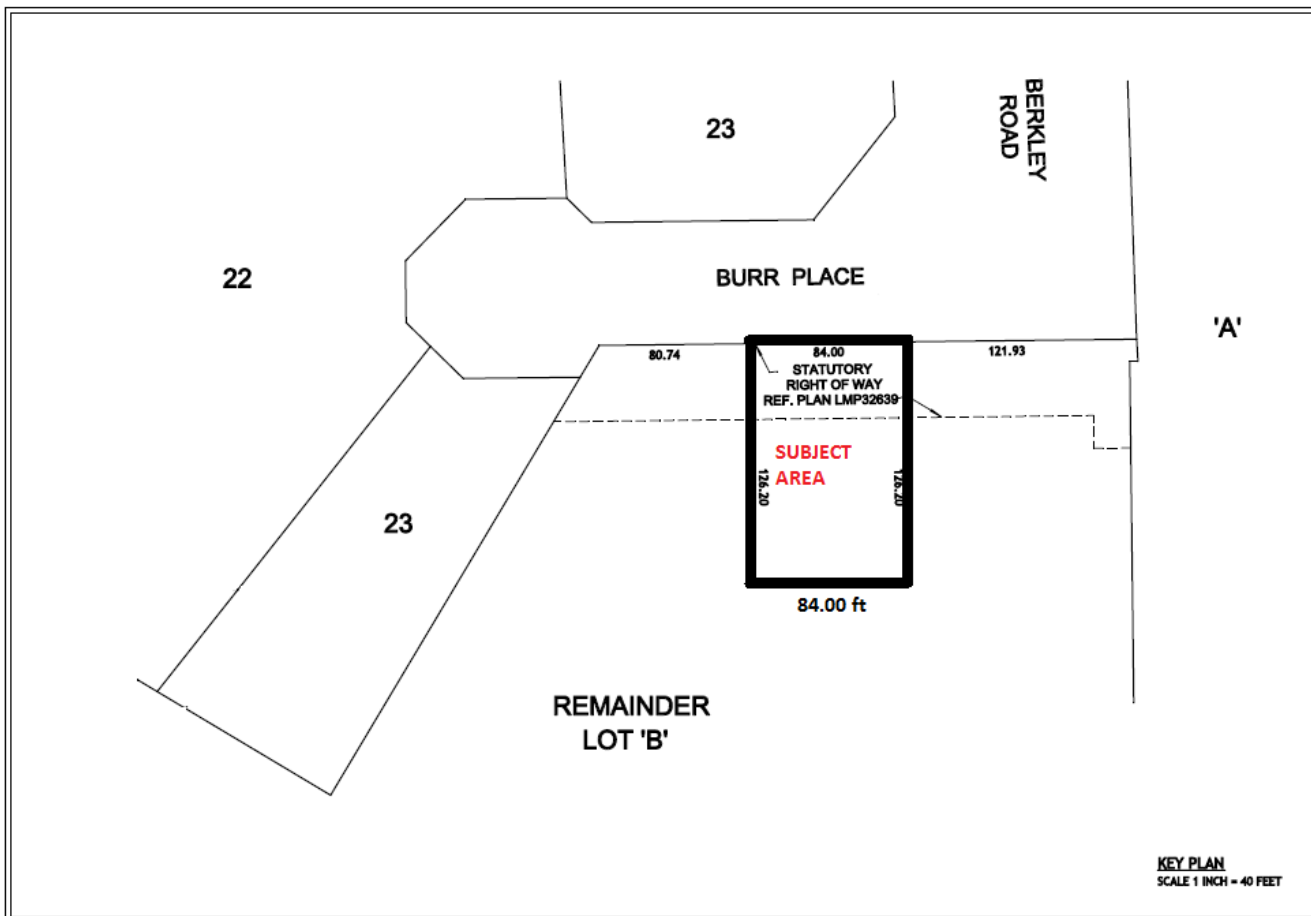 23
BERKLEY
ROAD
22
BURR PLACE
'A'
80.74
84.00
121.93
STATUTORY
RIGHT OF WAY
REF. PLAN LMP32639
SUBJECT
AREA
126.20
126.20
23
84.00 ft
REMAINDER
LOT 'B'
KEY PLAN
SCALE 1 INCH = 40 FEET